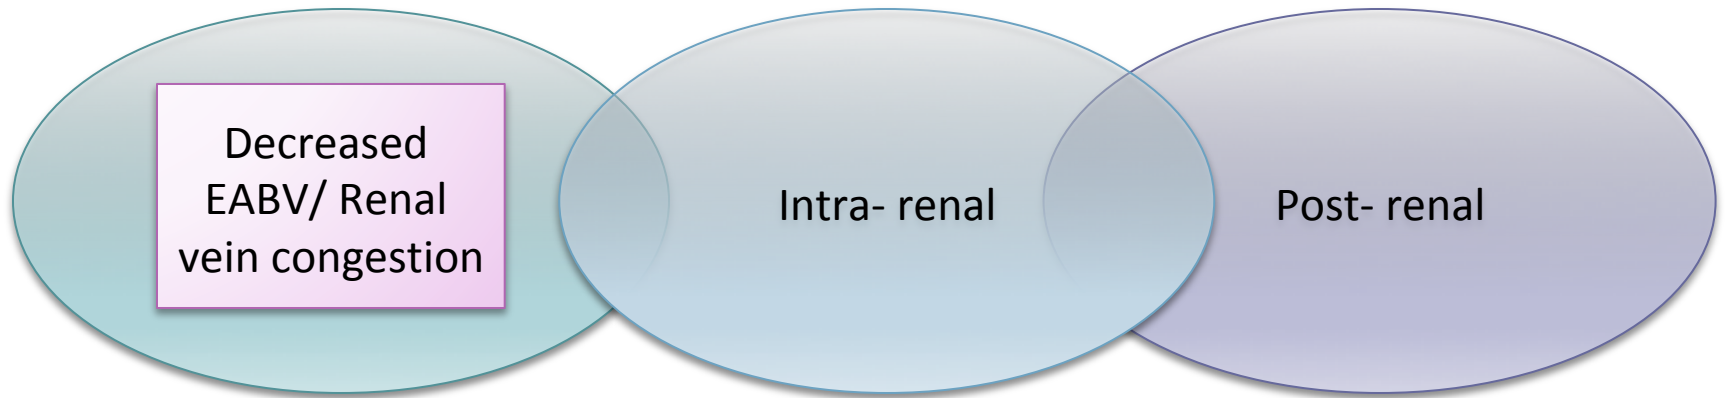 Decreased
EABV/ Renal
vein congestion
Intra- renal
Post- renal